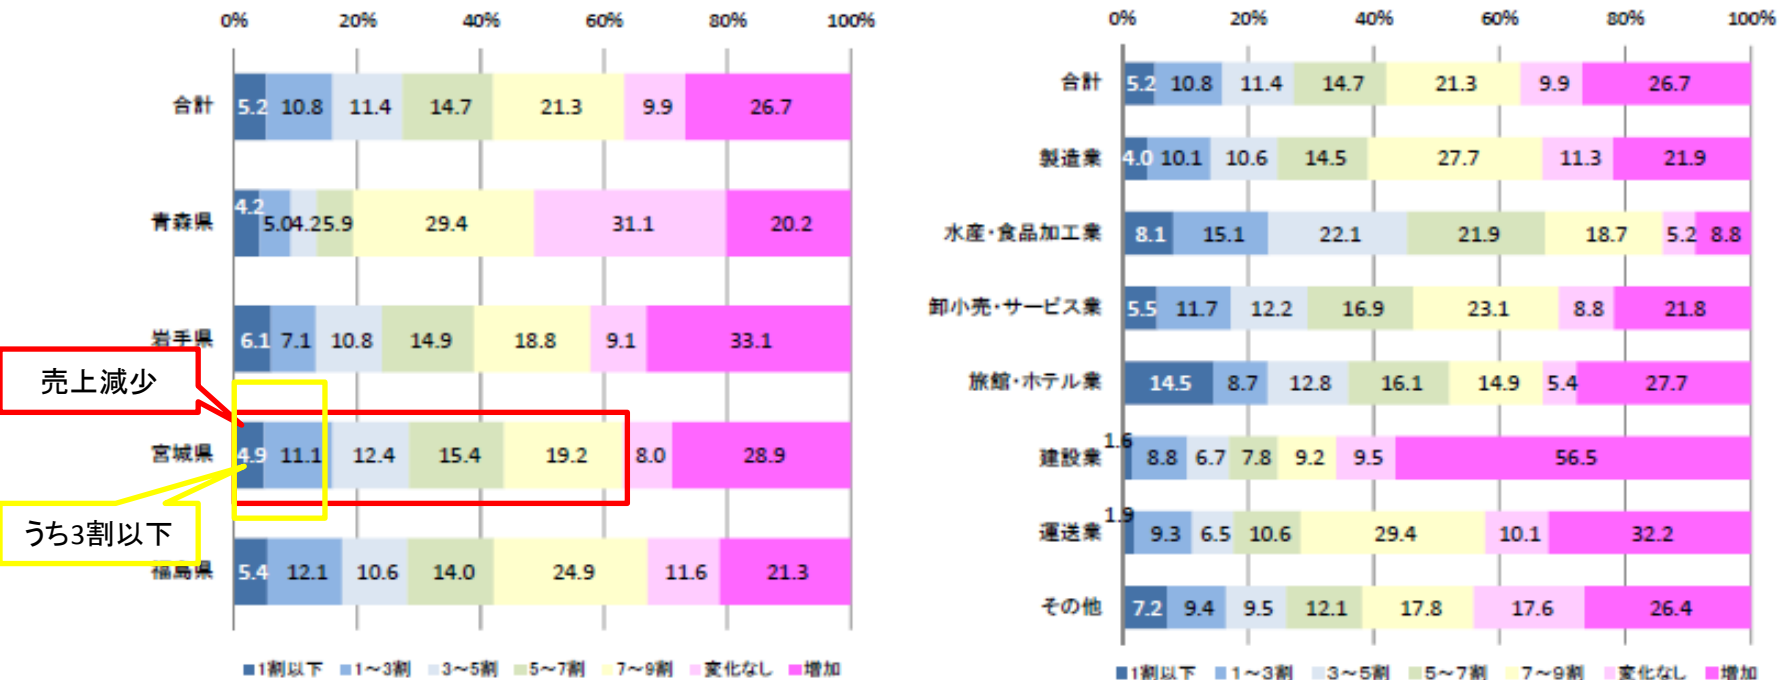 0% 20% 40% 60% 80% 100%
合計 5.2 10.8 11.4 14.7 21.3 9.9 26.7
青森県 4.2 5.0 4.2 5.9 29.4 31.1 20.2
岩手県 6.1 7.1 10.8 14.9 18.8 9.1 33.1
売上減少
宮城県 4.9 11.1 12.4 15.4 19.2 8.0 28.9
うち3割以下
福島県 5.4 12.1 10.6 14.0 24.9 11.6 21.3
0% 20% 40% 60% 80% 100%
1割以下 1～3割 3～5割 5～7割 7～9割 変化なし 増加
0% 20% 40% 60% 80% 100%
合計 5.2 10.8 11.4 14.7 21.3 9.9 26.7
製造業 4.0 10.1 10.6 14.5 27.7 11.3 21.9
水産・食品加工業 8.1 15.1 22.1 21.9 18.7 5.2 8.8
卸小売・サービス業 5.5 11.7 12.2 16.9 23.1 8.8 21.8
旅館・ホテル業 14.5 8.7 12.8 16.1 14.9 5.4 27.7
建設業 1.6 8.8 6.7 7.8 9.2 9.5 56.5
運送業 1.9 9.3 6.5 10.6 29.4 10.1 32.2
その他 7.2 9.4 9.5 12.1 17.8 17.6 26.4
0% 20% 40% 60% 80% 100%
1割以下 1～3割 3～5割 5～7割 7～9割 変化なし 増加